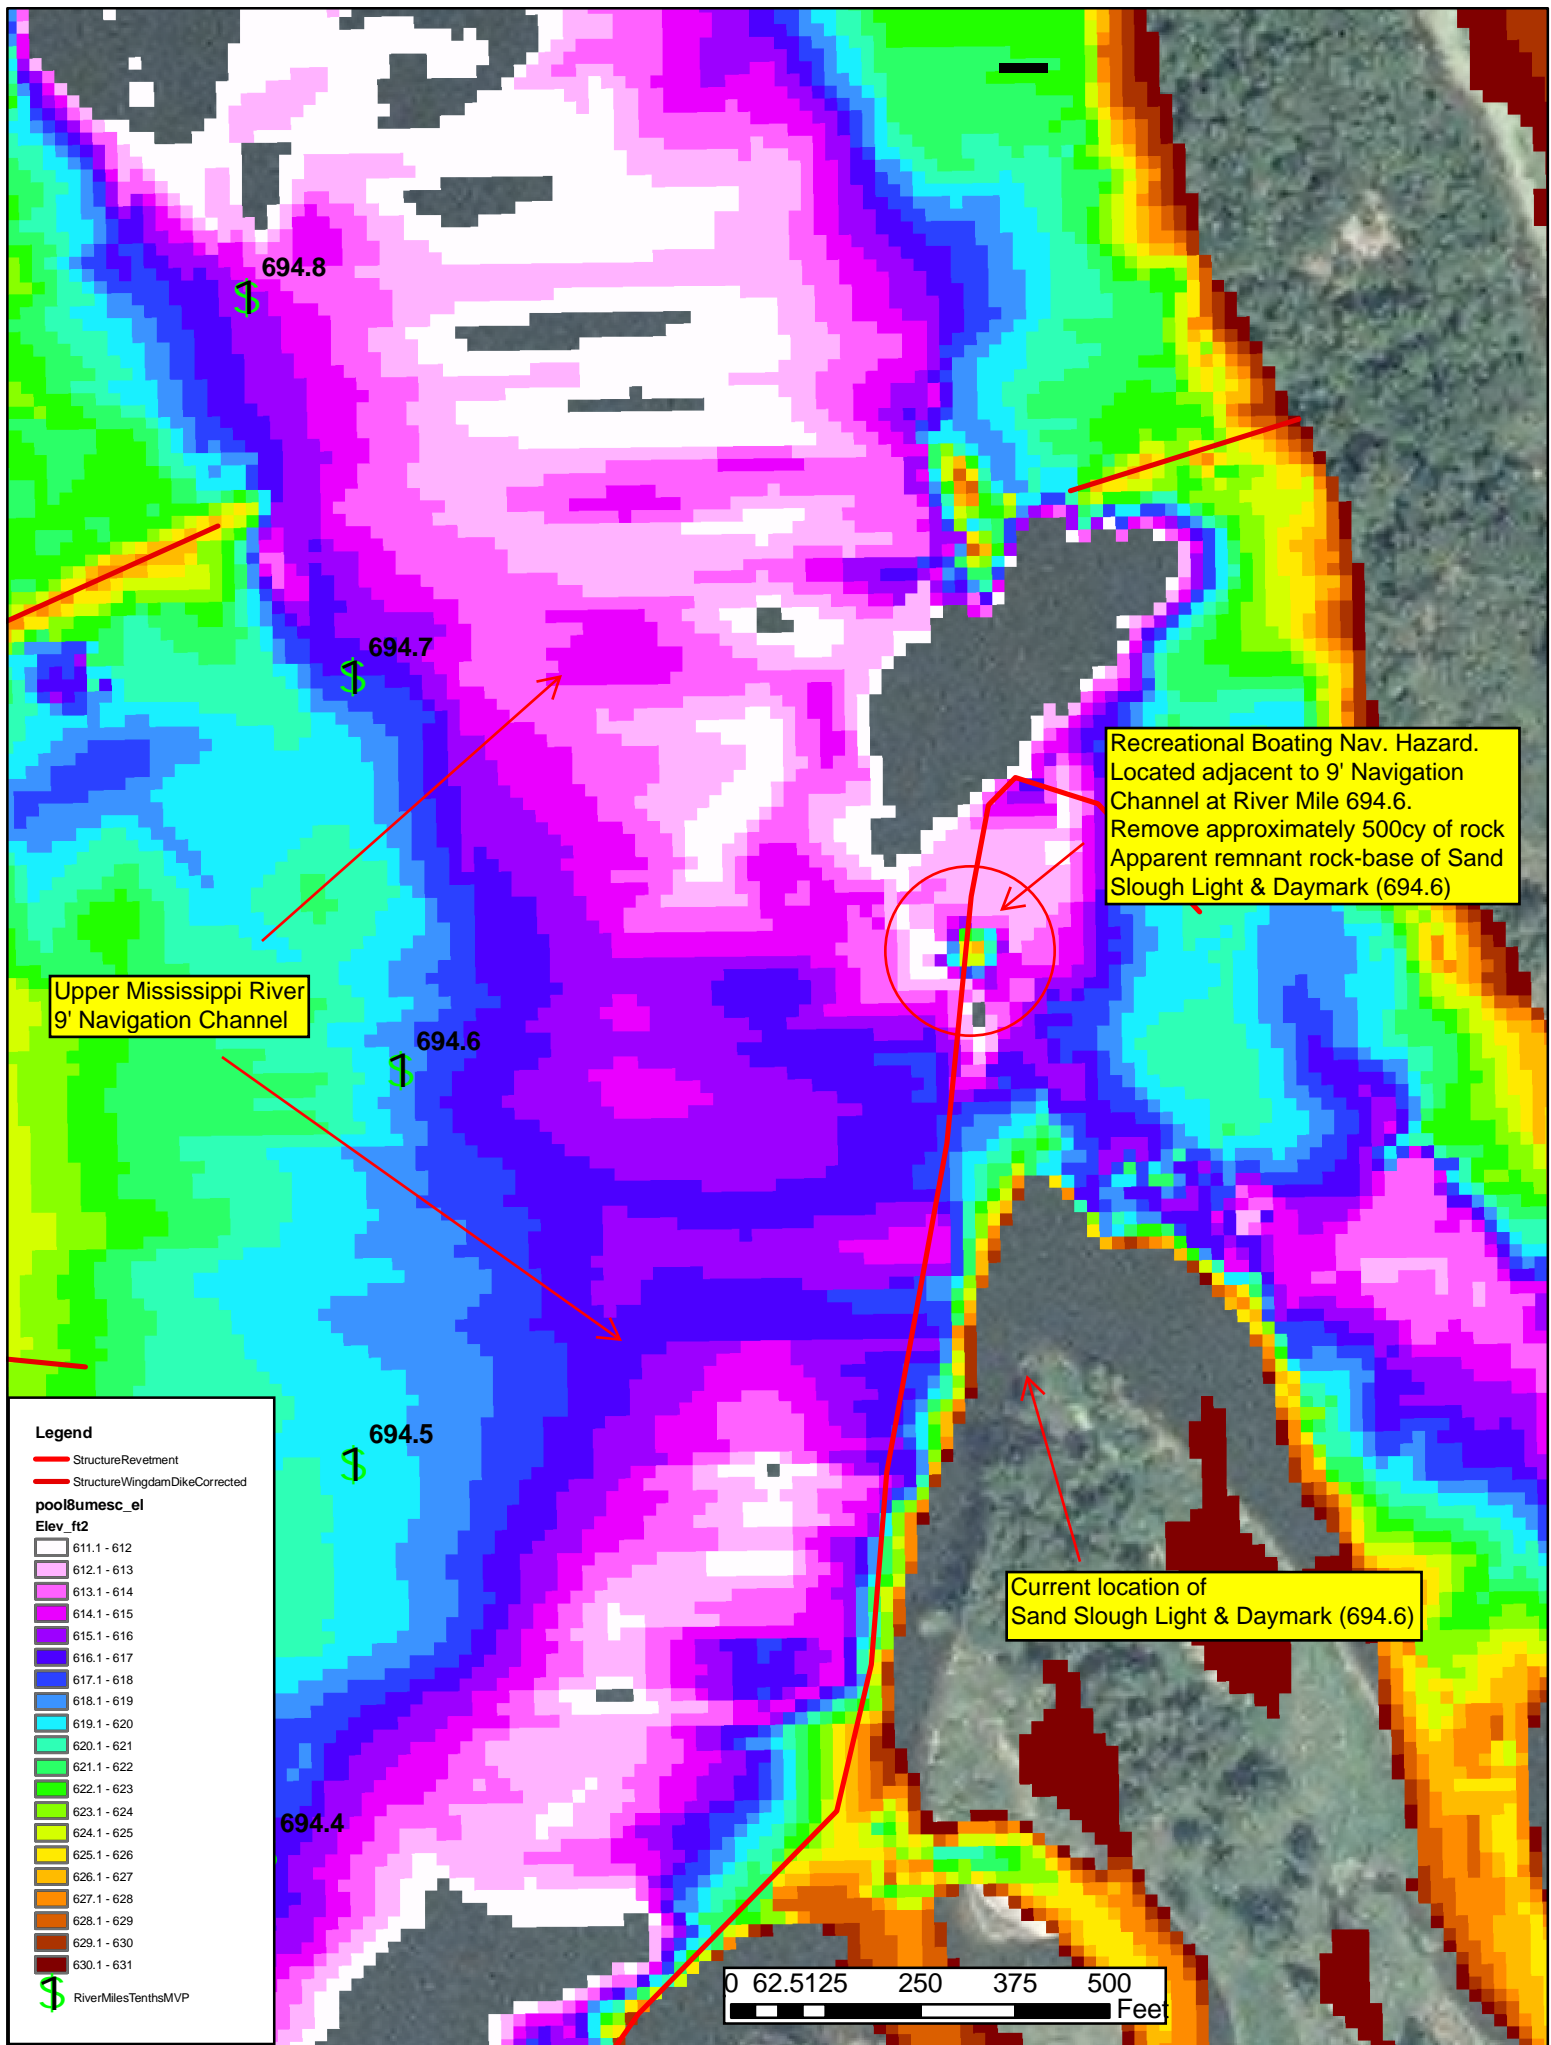 694.8
694.7
Recreational Boating Nav. Hazard.
Located adjacent to 9' Navigation
Channel at River Mile 694.6.
Remove approximately 500cy of rock
Apparent remnant rock-base of Sand
Slough Light & Daymark (694.6)
Upper Mississippi River
9' Navigation Channel
694.6
694.5
Current location of
Sand Slough Light & Daymark (694.6)
694.4
Legend
StructureRevetment
StructureWingdamDikeCorrected
pool8umesc_el
Elev_ft2
611.1 - 612
612.1 - 613
613.1 - 614
614.1 - 615
615.1 - 616
616.1 - 617
617.1 - 618
618.1 - 619
619.1 - 620
620.1 - 621
621.1 - 622
622.1 - 623
623.1 - 624
624.1 - 625
625.1 - 626
626.1 - 627
627.1 - 628
628.1 - 629
629.1 - 630
630.1 - 631
RiverMilesTenthsMVP
0 62.5 125 250 375 500
Feet